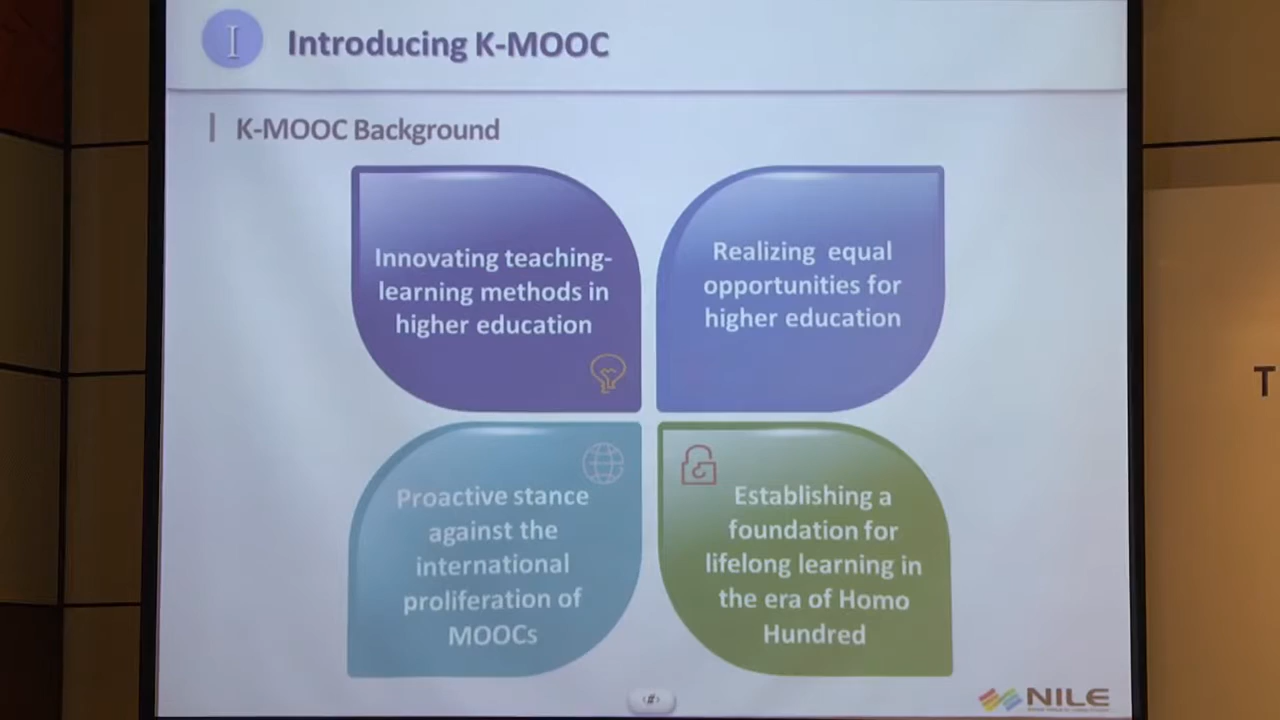 I
Introducing K-MOOC
K-MOOC Background
Innovating teaching-
learning methods in
higher education
Realizing equal
opportunities for
higher education
Proactive stance
against the
international
proliferation of
MOOCs
Establishing a
foundation for
lifelong learning in
the era of Homo
Hundred
NILE
T